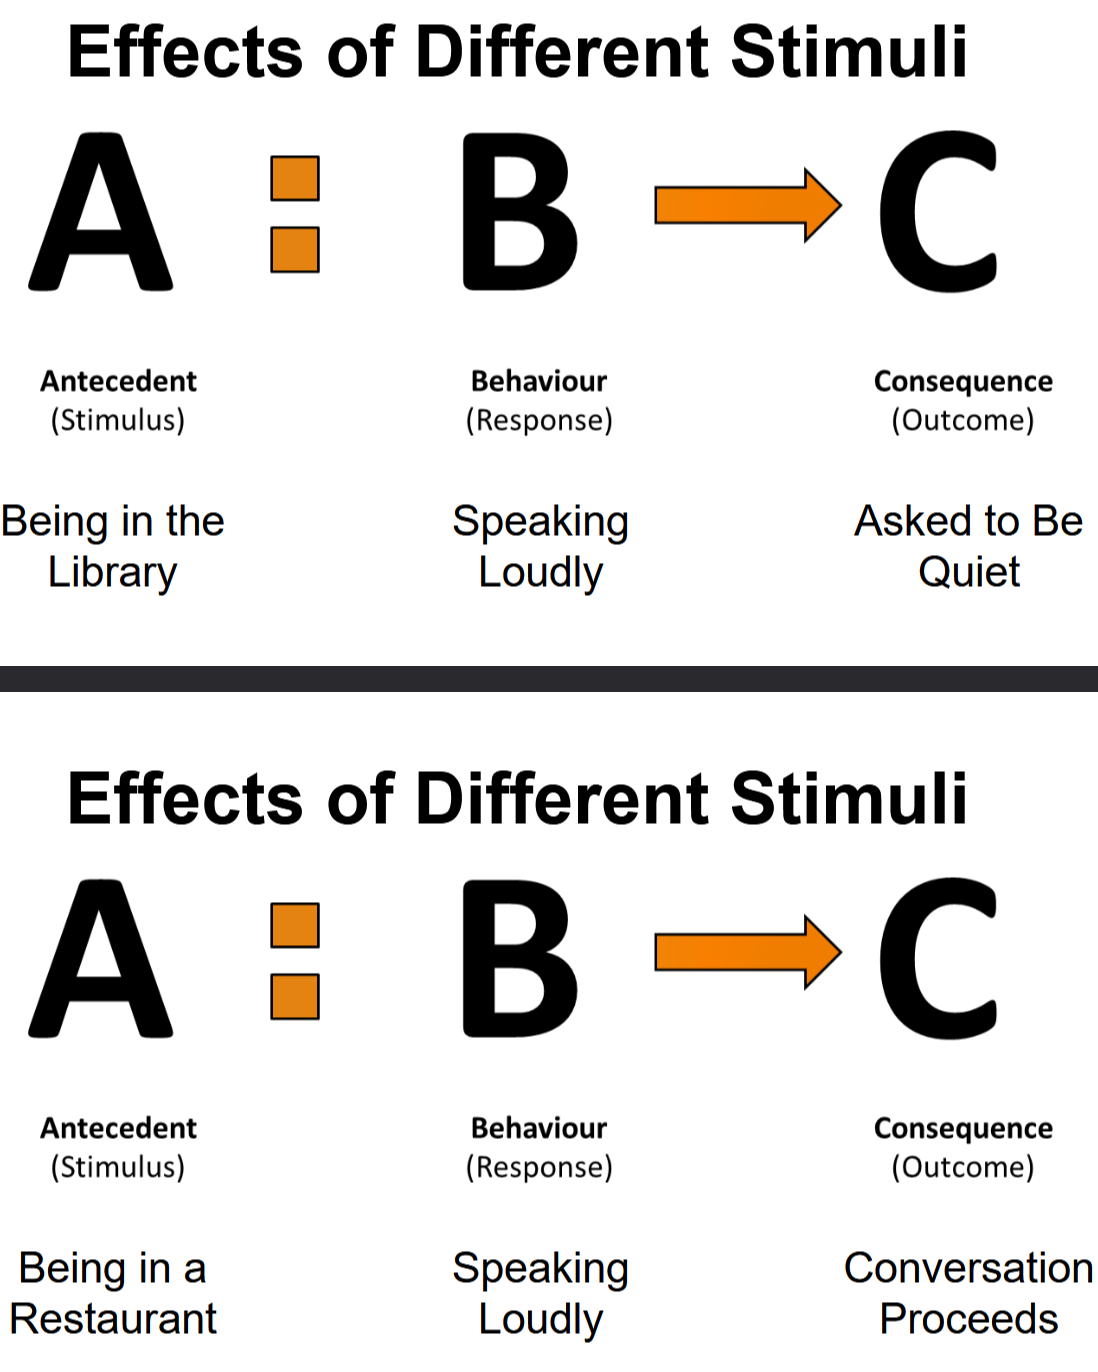 Effects of Different Stimuli
A : B → C
Antecedent Behaviour Consequence
(Stimulus) (Response) (Outcome)
Being in the Speaking Asked to Be
Library Loudly Quiet
Effects of Different Stimuli
A : B → C
Antecedent Behaviour Consequence
(Stimulus) (Response) (Outcome)
Being in a Speaking Conversation
Restaurant Loudly Proceeds